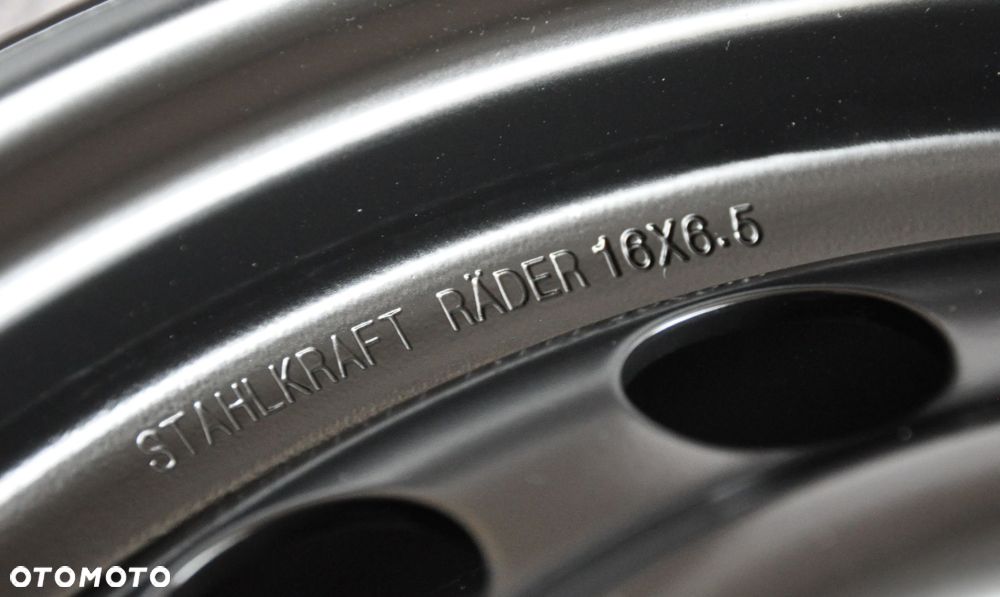 STAHLKRAFT RÄDER 16X6.5
OTOMOTO